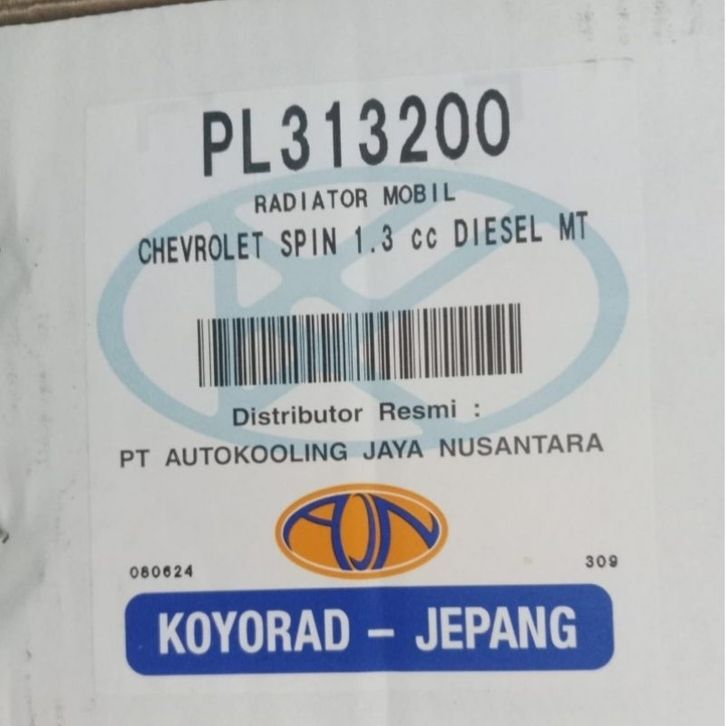 PL313200
RADIATOR MOBIL
CHEVROLET SPIN 1.3 cc DIESEL MT
Distributor Resmi :
PT AUTOKOOLING JAYA NUSANTARA
AJN
080624 309
KOYORAD – JEPANG